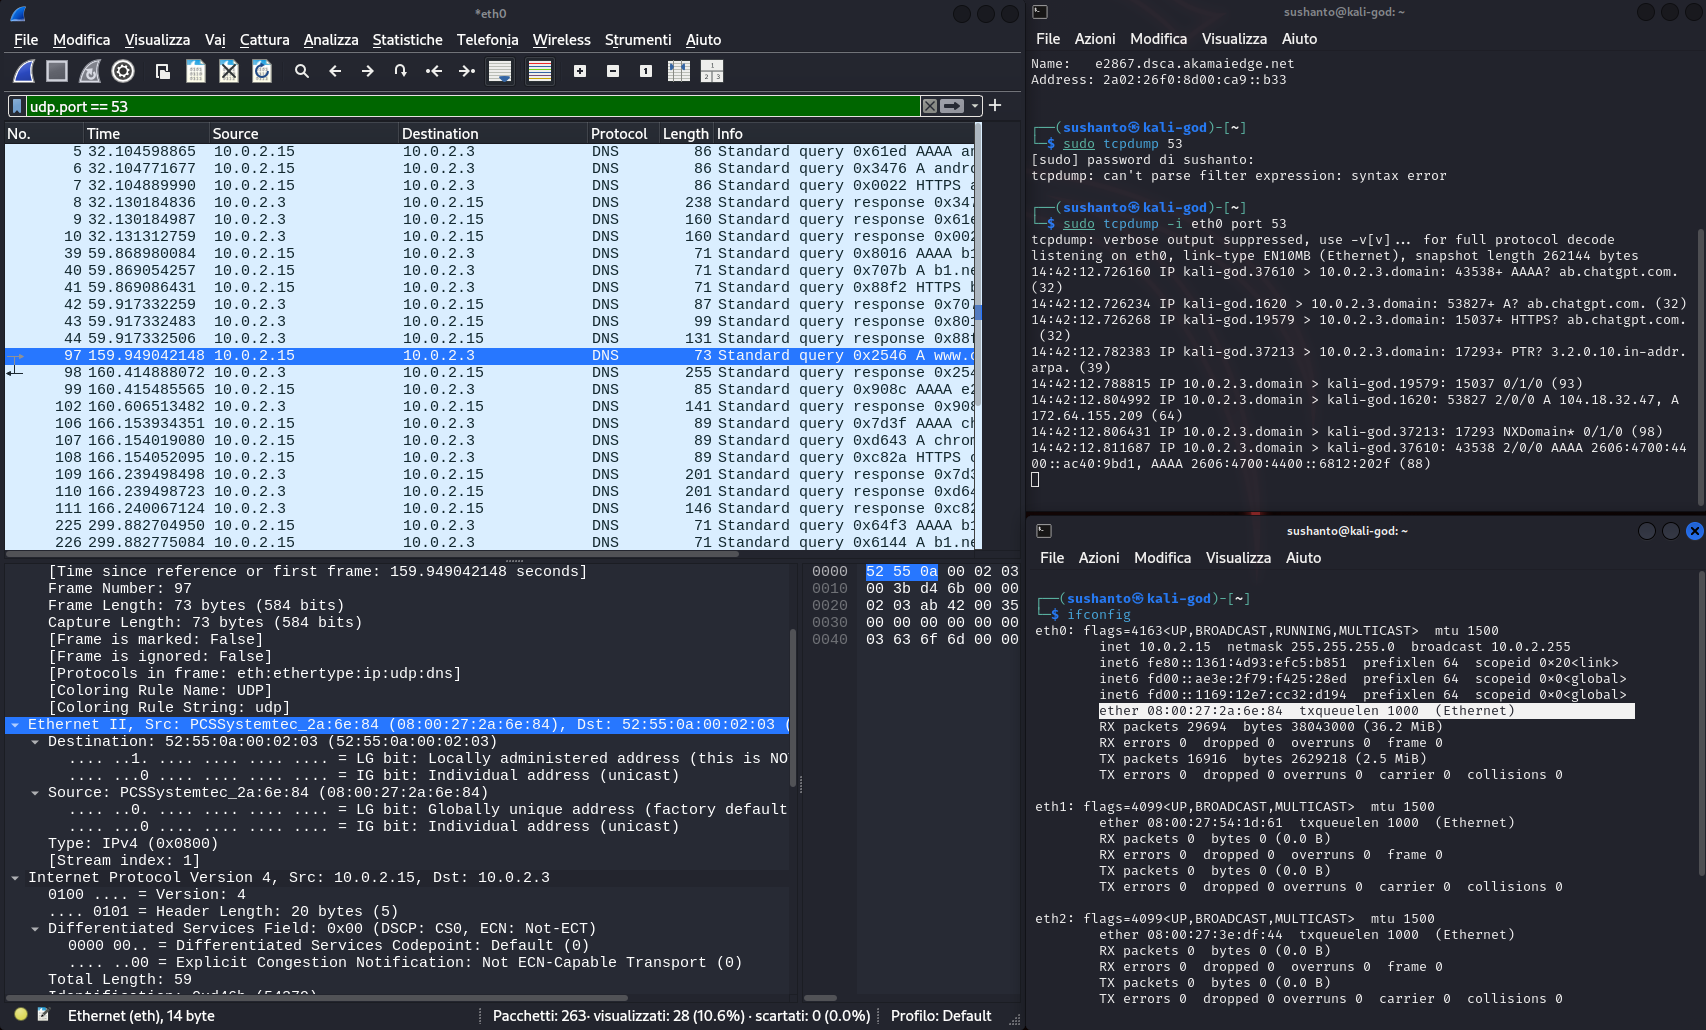 *eth0
File Modifica Visualizza Vai Cattura Analizza Statistiche Telefonia Wireless Strumenti Aiuto
udp.port == 53
No. Time Source Destination Protocol Length Info
5 32.104598865 10.0.2.15 10.0.2.3 DNS 86 Standard query 0x61ed AAAA an
6 32.104771677 10.0.2.15 10.0.2.3 DNS 86 Standard query 0x3476 A andro
7 32.104889990 10.0.2.15 10.0.2.3 DNS 86 Standard query 0x0022 HTTPS a
8 32.130184836 10.0.2.3 10.0.2.15 DNS 238 Standard query response 0x347
9 32.130184987 10.0.2.3 10.0.2.15 DNS 160 Standard query response 0x61e
10 32.131312759 10.0.2.3 10.0.2.15 DNS 160 Standard query response 0x002
39 59.868980084 10.0.2.15 10.0.2.3 DNS 71 Standard query 0x8016 AAAA b1
40 59.869054257 10.0.2.15 10.0.2.3 DNS 71 Standard query 0x707b A b1.ne
41 59.869086431 10.0.2.15 10.0.2.3 DNS 71 Standard query 0x88f2 HTTPS b
42 59.917332259 10.0.2.3 10.0.2.15 DNS 87 Standard query response 0x707
43 59.917332483 10.0.2.3 10.0.2.15 DNS 99 Standard query response 0x801
44 59.917332506 10.0.2.3 10.0.2.15 DNS 131 Standard query response 0x88f
97 159.949042148 10.0.2.15 10.0.2.3 DNS 73 Standard query 0x2546 A www.c
98 160.414888072 10.0.2.3 10.0.2.15 DNS 255 Standard query response 0x254
99 160.415485565 10.0.2.15 10.0.2.3 DNS 85 Standard query 0x908c AAAA e2
102 160.606513482 10.0.2.3 10.0.2.15 DNS 141 Standard query response 0x908
106 166.153934351 10.0.2.15 10.0.2.3 DNS 89 Standard query 0x7d3f AAAA ch
107 166.154019080 10.0.2.15 10.0.2.3 DNS 89 Standard query 0xd643 A chrom
108 166.154052095 10.0.2.15 10.0.2.3 DNS 89 Standard query 0xc82a HTTPS c
109 166.239498498 10.0.2.3 10.0.2.15 DNS 201 Standard query response 0x7d3
110 166.239498723 10.0.2.3 10.0.2.15 DNS 201 Standard query response 0xd64
111 166.240067124 10.0.2.3 10.0.2.15 DNS 146 Standard query response 0xc82
225 299.882704950 10.0.2.15 10.0.2.3 DNS 71 Standard query 0x64f3 AAAA b1
226 299.882775084 10.0.2.15 10.0.2.3 DNS 71 Standard query 0x6144 A b1.ne
[Time since reference or first frame: 159.949042148 seconds]
Frame Number: 97
Frame Length: 73 bytes (584 bits)
Capture Length: 73 bytes (584 bits)
[Frame is marked: False]
[Frame is ignored: False]
[Protocols in frame: eth:ethertype:ip:udp:dns]
[Coloring Rule Name: UDP]
[Coloring Rule String: udp]
Ethernet II, Src: PCSSystemtec_2a:6e:84 (08:00:27:2a:6e:84), Dst: 52:55:0a:00:02:03 (
Destination: 52:55:0a:00:02:03 (52:55:0a:00:02:03)
.... ..1. .... .... .... .... = LG bit: Locally administered address (this is NO
.... ...0 .... .... .... .... = IG bit: Individual address (unicast)
Source: PCSSystemtec_2a:6e:84 (08:00:27:2a:6e:84)
.... ..0. .... .... .... .... = LG bit: Globally unique address (factory default
.... ...0 .... .... .... .... = IG bit: Individual address (unicast)
Type: IPv4 (0x0800)
[Stream index: 1]
Internet Protocol Version 4, Src: 10.0.2.15, Dst: 10.0.2.3
0100 .... = Version: 4
.... 0101 = Header Length: 20 bytes (5)
Differentiated Services Field: 0x00 (DSCP: CS0, ECN: Not-ECT)
0000 00.. = Differentiated Services Codepoint: Default (0)
.... ..00 = Explicit Congestion Notification: Not ECN-Capable Transport (0)
Total Length: 59
0000 52 55 0a 00 02 03
0010 00 3b d4 6b 00 00
0020 02 03 ab 42 00 35
0030 00 00 00 00 00 00
0040 03 63 6f 6d 00 00
Ethernet (eth), 14 byte
Pacchetti: 263· visualizzati: 28 (10.6%) · scartati: 0 (0.0%)
Profilo: Default
sushanto@kali-god: ~
File Azioni Modifica Visualizza Aiuto
Name: e2867.dsca.akamaiedge.net
Address: 2a02:26f0:8d00:ca9::b33
┌──(sushanto㉿kali-god)-[~]
└─$ sudo tcpdump 53
[sudo] password di sushanto:
tcpdump: can't parse filter expression: syntax error
┌──(sushanto㉿kali-god)-[~]
└─$ sudo tcpdump -i eth0 port 53
tcpdump: verbose output suppressed, use -v[v]... for full protocol decode
listening on eth0, link-type EN10MB (Ethernet), snapshot length 262144 bytes
14:42:12.726160 IP kali-god.37610 > 10.0.2.3.domain: 43538+ AAAA? ab.chatgpt.com.
(32)
14:42:12.726234 IP kali-god.1620 > 10.0.2.3.domain: 53827+ A? ab.chatgpt.com. (32)
14:42:12.726268 IP kali-god.19579 > 10.0.2.3.domain: 15037+ HTTPS? ab.chatgpt.com.
(32)
14:42:12.782383 IP kali-god.37213 > 10.0.2.3.domain: 17293+ PTR? 3.2.0.10.in-addr.
arpa. (39)
14:42:12.788815 IP 10.0.2.3.domain > kali-god.19579: 15037 0/1/0 (93)
14:42:12.804992 IP 10.0.2.3.domain > kali-god.1620: 53827 2/0/0 A 104.18.32.47, A
172.64.155.209 (64)
14:42:12.806431 IP 10.0.2.3.domain > kali-god.37213: 17293 NXDomain* 0/1/0 (98)
14:42:12.811687 IP 10.0.2.3.domain > kali-god.37610: 43538 2/0/0 AAAA 2606:4700:44
00::ac40:9bd1, AAAA 2606:4700:4400::6812:202f (88)
sushanto@kali-god: ~
File Azioni Modifica Visualizza Aiuto
┌──(sushanto㉿kali-god)-[~]
└─$ ifconfig
eth0: flags=4163<UP,BROADCAST,RUNNING,MULTICAST> mtu 1500
inet 10.0.2.15 netmask 255.255.255.0 broadcast 10.0.2.255
inet6 fe80::1361:4d93:efc5:b851 prefixlen 64 scopeid 0×20<link>
inet6 fd00::ae3e:2f79:f425:28ed prefixlen 64 scopeid 0×0<global>
inet6 fd00::1169:12e7:cc32:d194 prefixlen 64 scopeid 0×0<global>
ether 08:00:27:2a:6e:84 txqueuelen 1000 (Ethernet)
RX packets 29694 bytes 38043000 (36.2 MiB)
RX errors 0 dropped 0 overruns 0 frame 0
TX packets 16916 bytes 2629218 (2.5 MiB)
TX errors 0 dropped 0 overruns 0 carrier 0 collisions 0
eth1: flags=4099<UP,BROADCAST,MULTICAST> mtu 1500
ether 08:00:27:54:1d:61 txqueuelen 1000 (Ethernet)
RX packets 0 bytes 0 (0.0 B)
RX errors 0 dropped 0 overruns 0 frame 0
TX packets 0 bytes 0 (0.0 B)
TX errors 0 dropped 0 overruns 0 carrier 0 collisions 0
eth2: flags=4099<UP,BROADCAST,MULTICAST> mtu 1500
ether 08:00:27:3e:df:44 txqueuelen 1000 (Ethernet)
RX packets 0 bytes 0 (0.0 B)
RX errors 0 dropped 0 overruns 0 frame 0
TX packets 0 bytes 0 (0.0 B)
TX errors 0 dropped 0 overruns 0 carrier 0 collisions 0